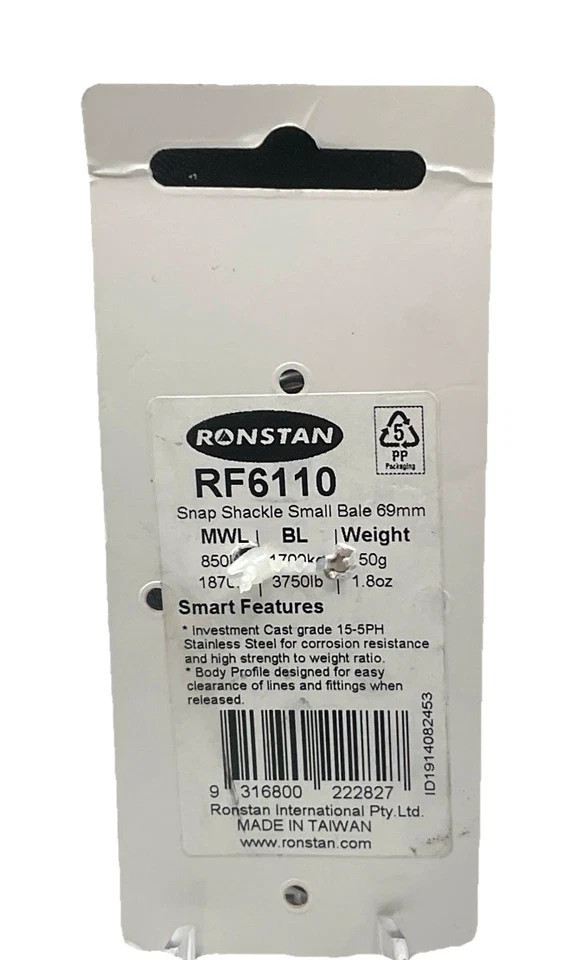 RONSTAN
5
PP
Packaging
RF6110
Snap Shackle Small Bale 69mm
MWL | BL | Weight
50g
3750lb | 1.8oz
Smart Features
* Investment Cast grade 15-5PH
Stainless Steel for corrosion resistance
and high strength to weight ratio.
* Body Profile designed for easy
clearance of lines and fittings when
released.
9 316800 222827
ID1914082453
Ronstan International Pty.Ltd.
MADE IN TAIWAN
www.ronstan.com